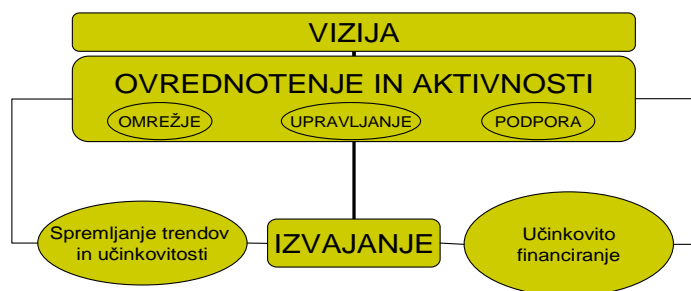 VIZIJA
OVREDNOTENJE IN AKTIVNOSTI
OMREŽJE
UPRAVLJANJE
PODPORA
Spremljanje trendov
in učinkovitosti
IZVAJANJE
Učinkovito
financiranje